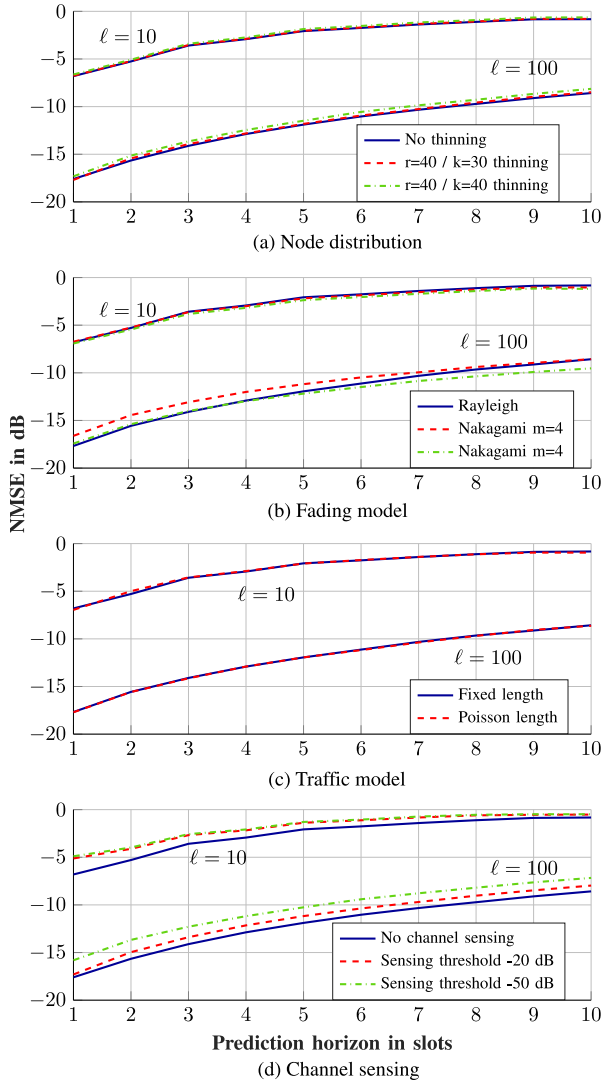 0
−5
−10
−15
−20
ℓ = 10
ℓ = 100
No thinning
r=40 / k=30 thinning
r=40 / k=40 thinning
1 2 3 4 5 6 7 8 9 10
(a) Node distribution
0
−5
−10
−15
−20
ℓ = 10
ℓ = 100
Rayleigh
Nakagami m=4
Nakagami m=4
1 2 3 4 5 6 7 8 9 10
(b) Fading model
NMSE in dB
0
−5
−10
−15
−20
ℓ = 10
ℓ = 100
Fixed length
Poisson length
1 2 3 4 5 6 7 8 9 10
(c) Traffic model
0
−5
−10
−15
−20
ℓ = 10
ℓ = 100
No channel sensing
Sensing threshold -20 dB
Sensing threshold -50 dB
1 2 3 4 5 6 7 8 9 10
Prediction horizon in slots
(d) Channel sensing